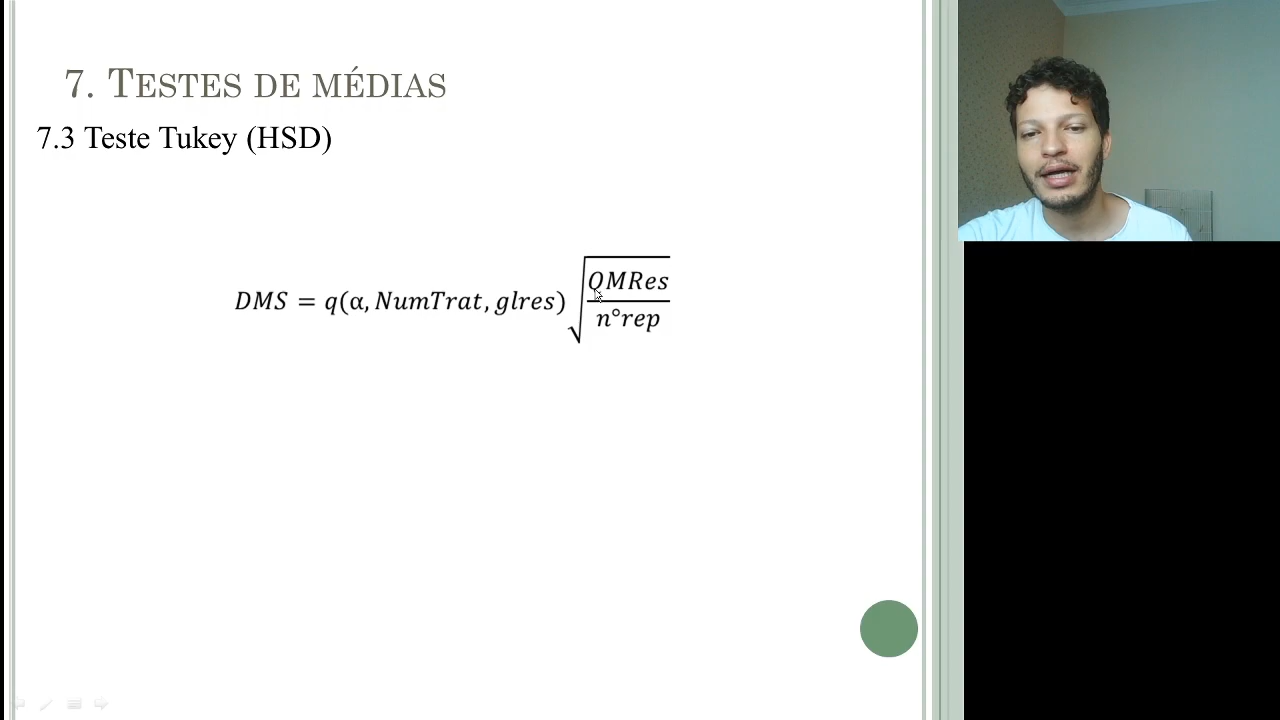 7. TESTES DE MÉDIAS
7.3 Teste Tukey (HSD)
DMS = q(α, NumTrat, glres) √(QMRes / n°rep)